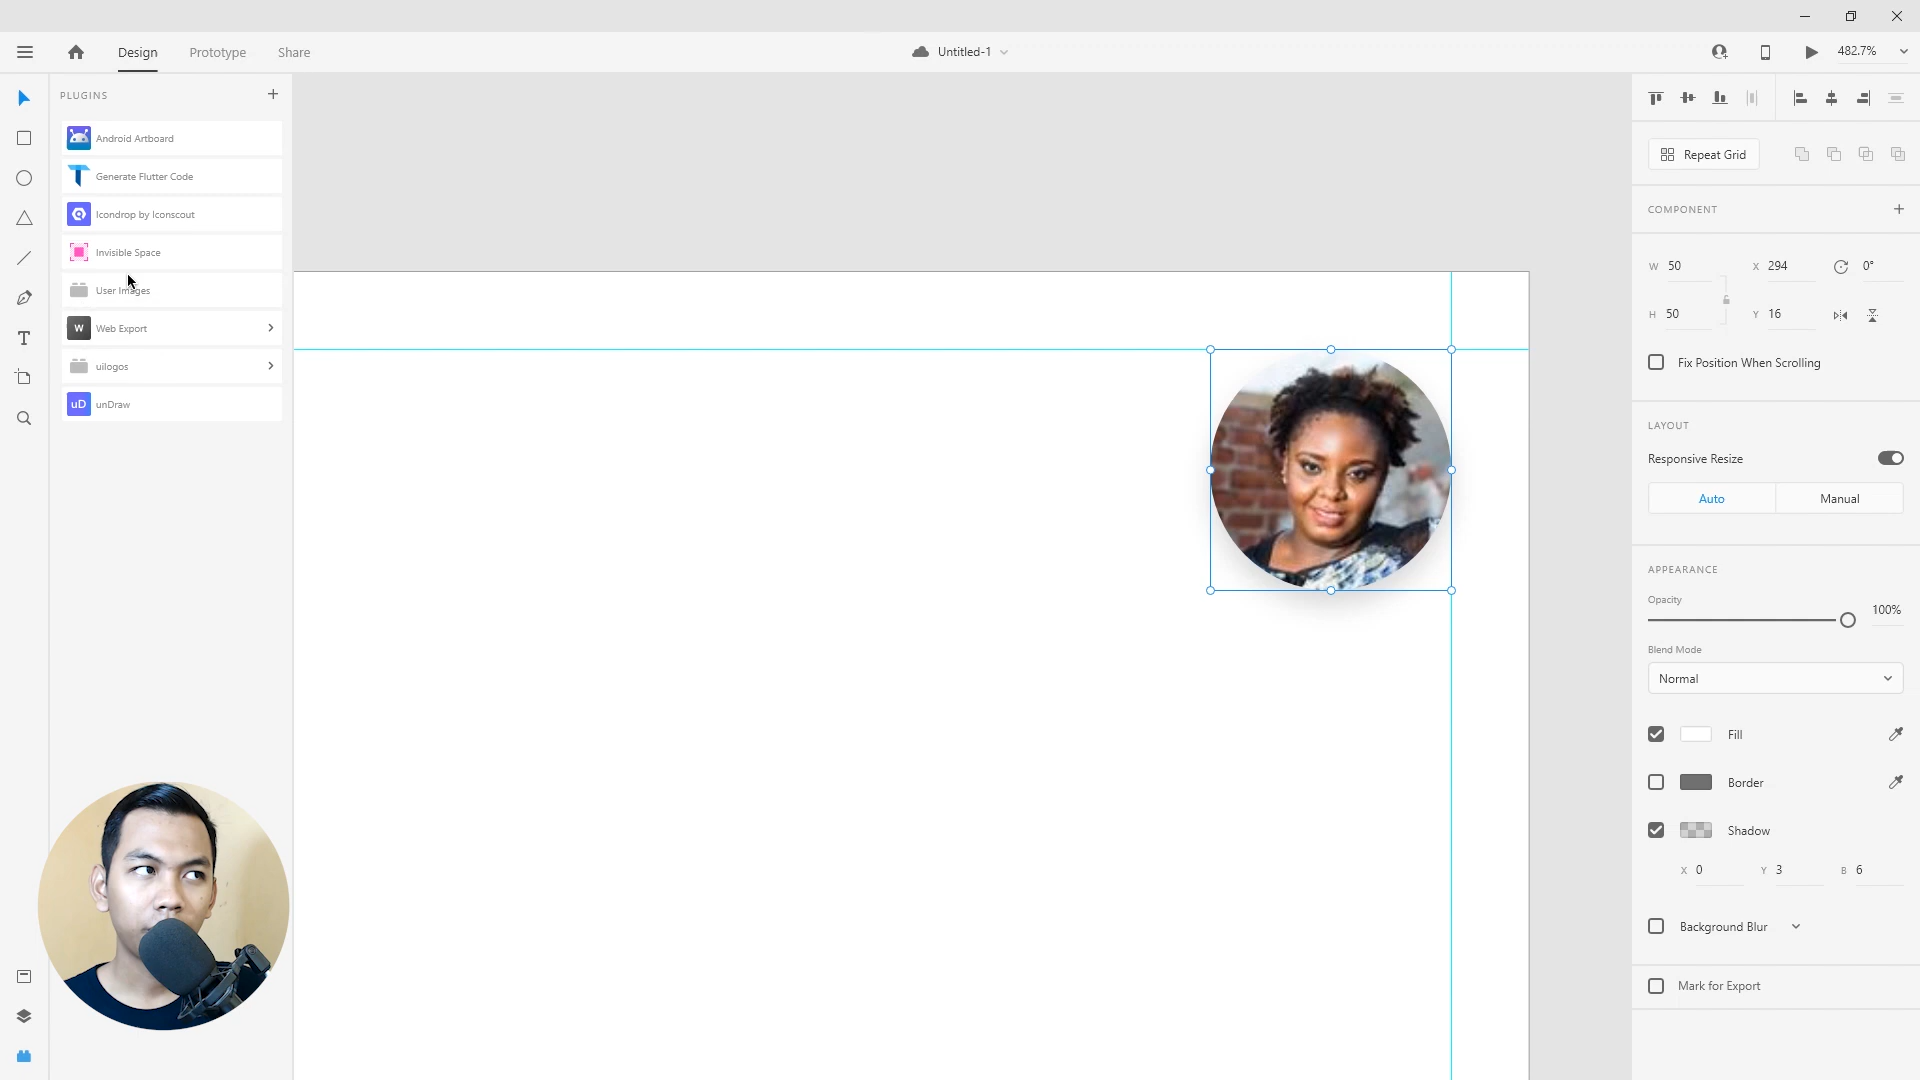 Design Prototype Share
Untitled-1
482.7%
PLUGINS
Android Artboard
Generate Flutter Code
Icondrop by Iconscout
Invisible Space
User Images
W Web Export
uilogos
uD unDraw
Repeat Grid
COMPONENT
W 50 X 294 0°
H 50 Y 16
Fix Position When Scrolling
LAYOUT
Responsive Resize
Auto Manual
APPEARANCE
Opacity
100%
Blend Mode
Normal
Fill
Border
Shadow
X 0 Y 3 B 6
Background Blur
Mark for Export